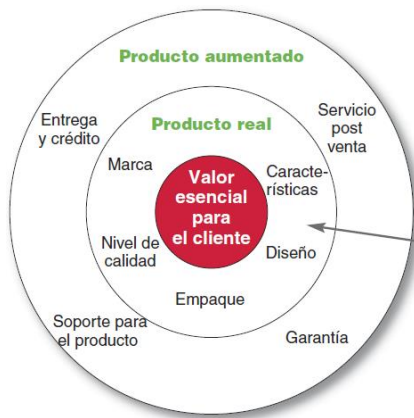 Producto aumentado
Entrega
y crédito
Servicio
post
venta
Producto real
Marca
Caracte-
rísticas
Valor
esencial
para
el cliente
Nivel de
calidad
Diseño
Empaque
Soporte para
el producto
Garantía